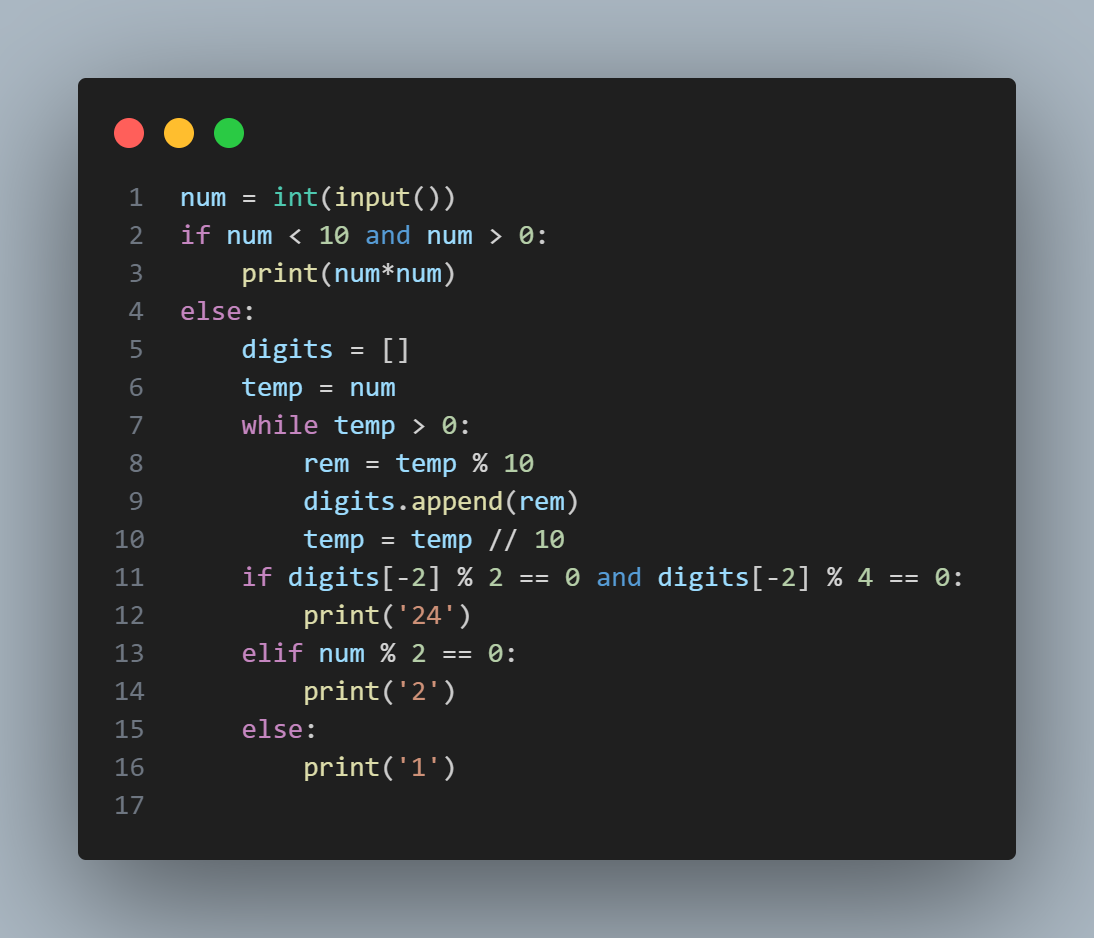 1 num = int(input())
2 if num < 10 and num > 0:
3     print(num*num)
4 else:
5     digits = []
6     temp = num
7     while temp > 0:
8         rem = temp % 10
9         digits.append(rem)
10         temp = temp // 10
11     if digits[-2] % 2 == 0 and digits[-2] % 4 == 0:
12         print('24')
13     elif num % 2 == 0:
14         print('2')
15     else:
16         print('1')
17